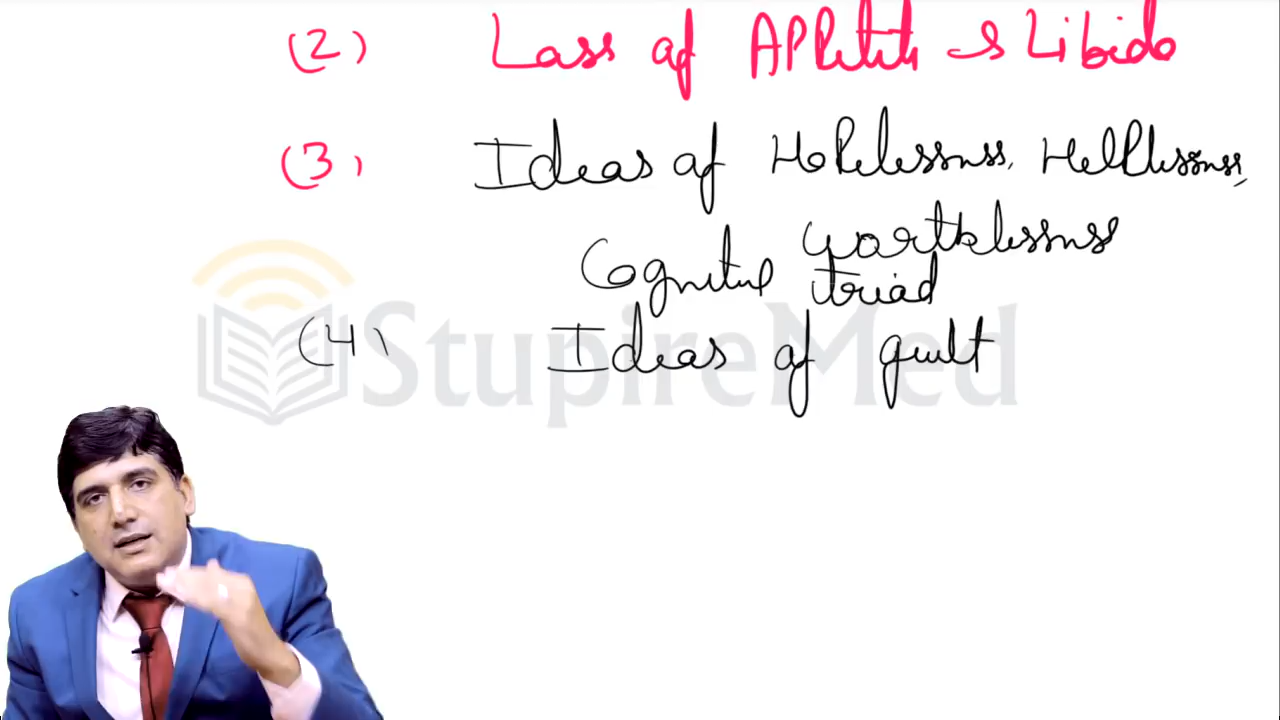 (2) Loss of APPetite & Libido
(3) Ideas of HoPelessness, HelPlessness,
worthlessness
Cognitive triad
(4) Ideas of guilt
StupireMed